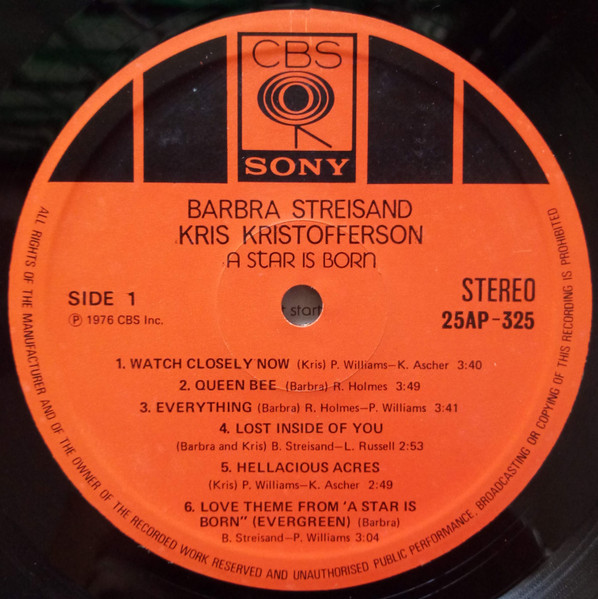 CBS
SONY
BARBRA STREISAND
KRIS KRISTOFFERSON
A STAR IS BORN
SIDE 1
℗ 1976 CBS Inc.
STEREO
25AP-325
start
1. WATCH CLOSELY NOW (Kris) P. Williams-K. Ascher 3:40
2. QUEEN BEE (Barbra) R. Holmes 3:49
3. EVERYTHING (Barbra) R. Holmes-P. Williams 3:41
4. LOST INSIDE OF YOU
(Barbra and Kris) B. Streisand-L. Russell 2:53
5. HELLACIOUS ACRES
(Kris) P. Williams-K. Ascher 2:49
6. LOVE THEME FROM 'A STAR IS
BORN" (EVERGREEN) (Barbra)
B. Streisand-P. Williams 3:04
ALL RIGHTS OF THE MANUFACTURER AND OF THE OWNER OF THE RECORDED WORK RESERVED AND UNAUTHORISED PUBLIC PERFORMANCE, BROADCASTING OR COPYING OF THIS RECORDING IS PROHIBITED